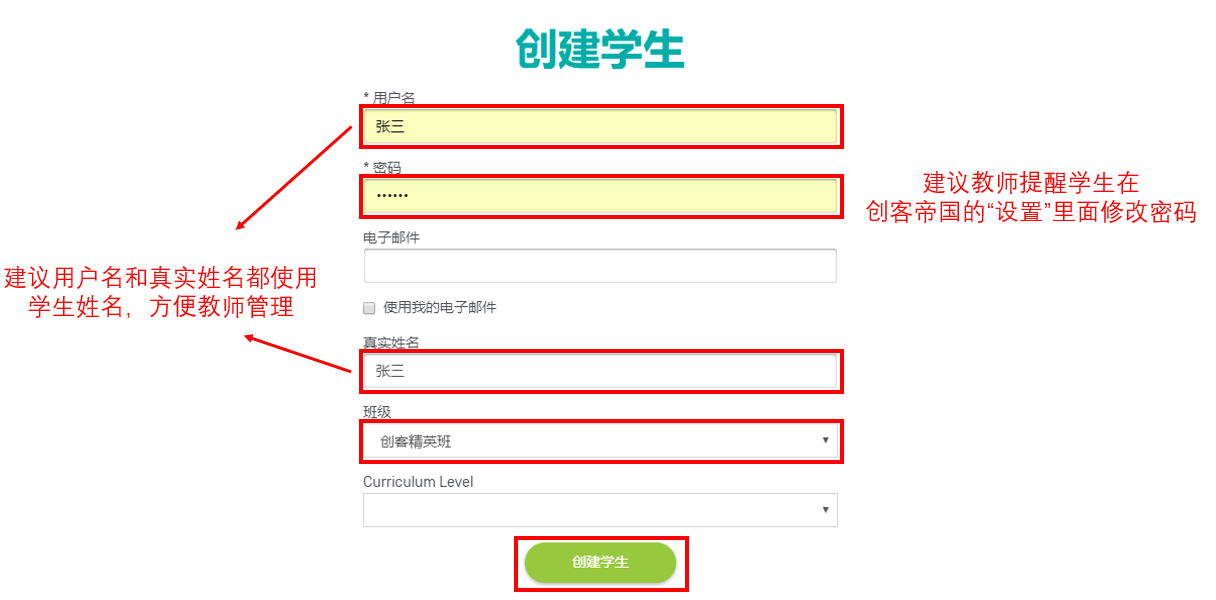 创建学生
* 用户名
张三
* 密码
••••••
建议教师提醒学生在
创客帝国的“设置”里面修改密码
电子邮件
建议用户名和真实姓名都使用
学生姓名，方便教师管理
使用我的电子邮件
真实姓名
张三
班级
创客精英班
Curriculum Level
创建学生